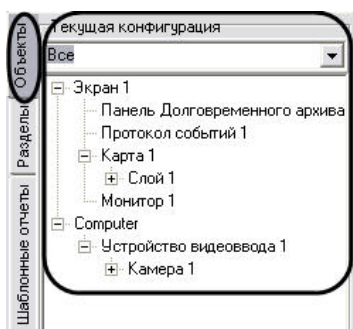 Объекты
Разделы
Шаблонные отчеты
Текущая конфигурация
Все
Экран 1
Панель Долговременного архива
Протокол событий 1
Карта 1
Слой 1
Монитор 1
Computer
Устройство видеоввода 1
Камера 1